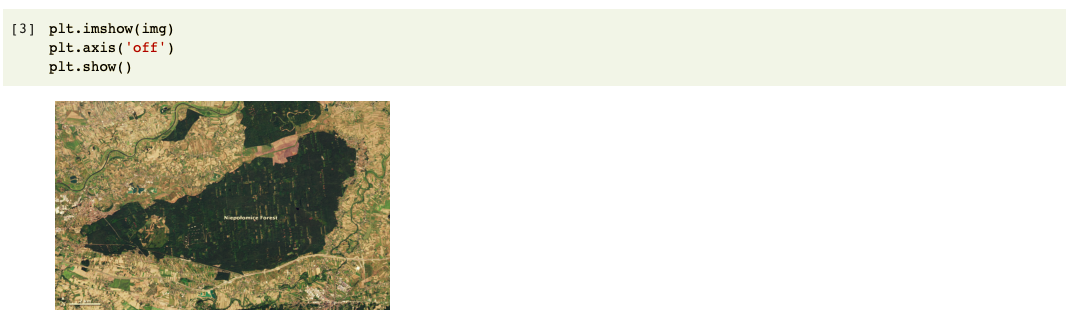 [3] plt.imshow(img)
plt.axis('off')
plt.show()
Niepołomice Forest